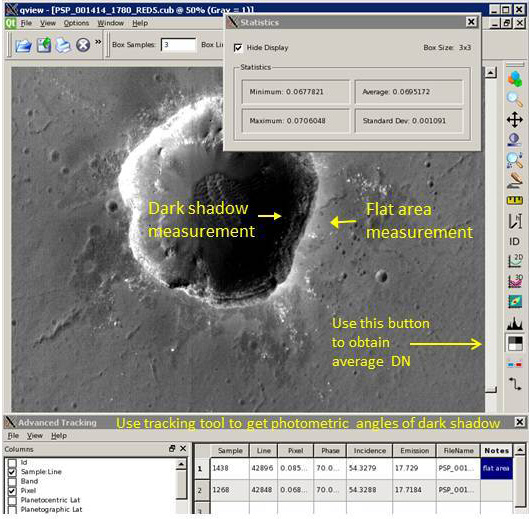 qview - [PSP_001414_1780_RED5.cub @ 50% (Gray = 1)]
File View Options Window Help
Box Samples: 3 Box Li
Statistics
Hide Display Box Size: 3x3
Statistics
Minimum: 0.0677821 Average: 0.0695172
Maximum: 0.0706048 Standard Dev: 0.001091
Dark shadow measurement
Flat area measurement
ID
2D
3D
Use this button to obtain average DN
Advanced Tracking
Use tracking tool to get photometric angles of dark shadow
File View Help
Columns
Id
Sample:Line
Band
Pixel
Planetocentric Lat
Planetographic Lat
Sample Line Pixel Phase Incidence Emission FileName Notes
1 1438 42896 0.085... 70.0... 54.3279 17.729 PSP_001... flat area
2 1268 42848 0.068... 70.0... 54.3288 17.7184 PSP_001...
3